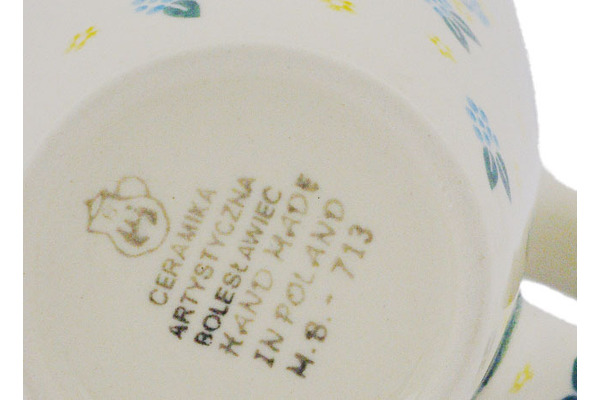 CERAMIKA
ARTYSTYCZNA
BOLESŁAWIEC
HAND MADE
IN POLAND
M.8.-713